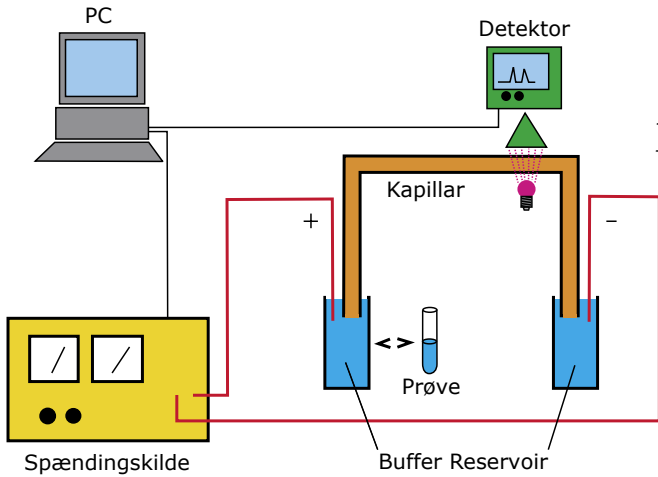 PC
Detektor
Kapillar
+
–
Prøve
Spændingskilde
Buffer Reservoir